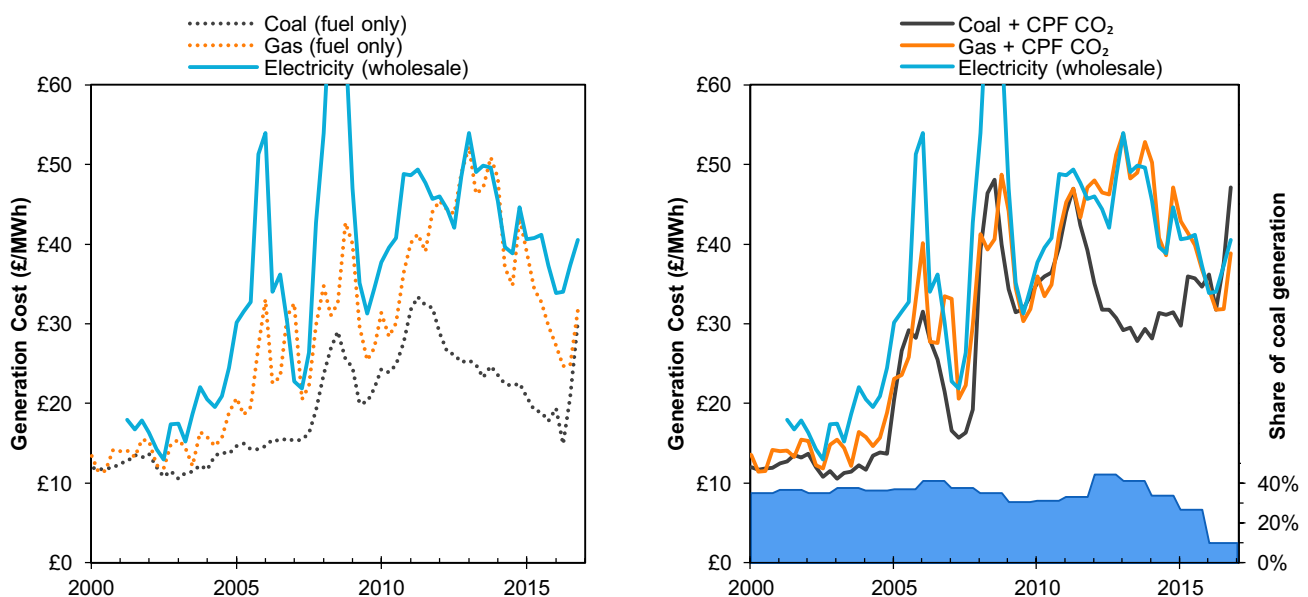 Coal (fuel only)
Gas (fuel only)
Electricity (wholesale)
£60
£50
£40
£30
£20
£10
£0
Generation Cost (£/MWh)
2000
2005
2010
2015
Coal + CPF CO₂
Gas + CPF CO₂
Electricity (wholesale)
£60
£50
£40
£30
£20
£10
£0
Generation Cost (£/MWh)
2000
2005
2010
2015
40%
20%
0%
Share of coal generation